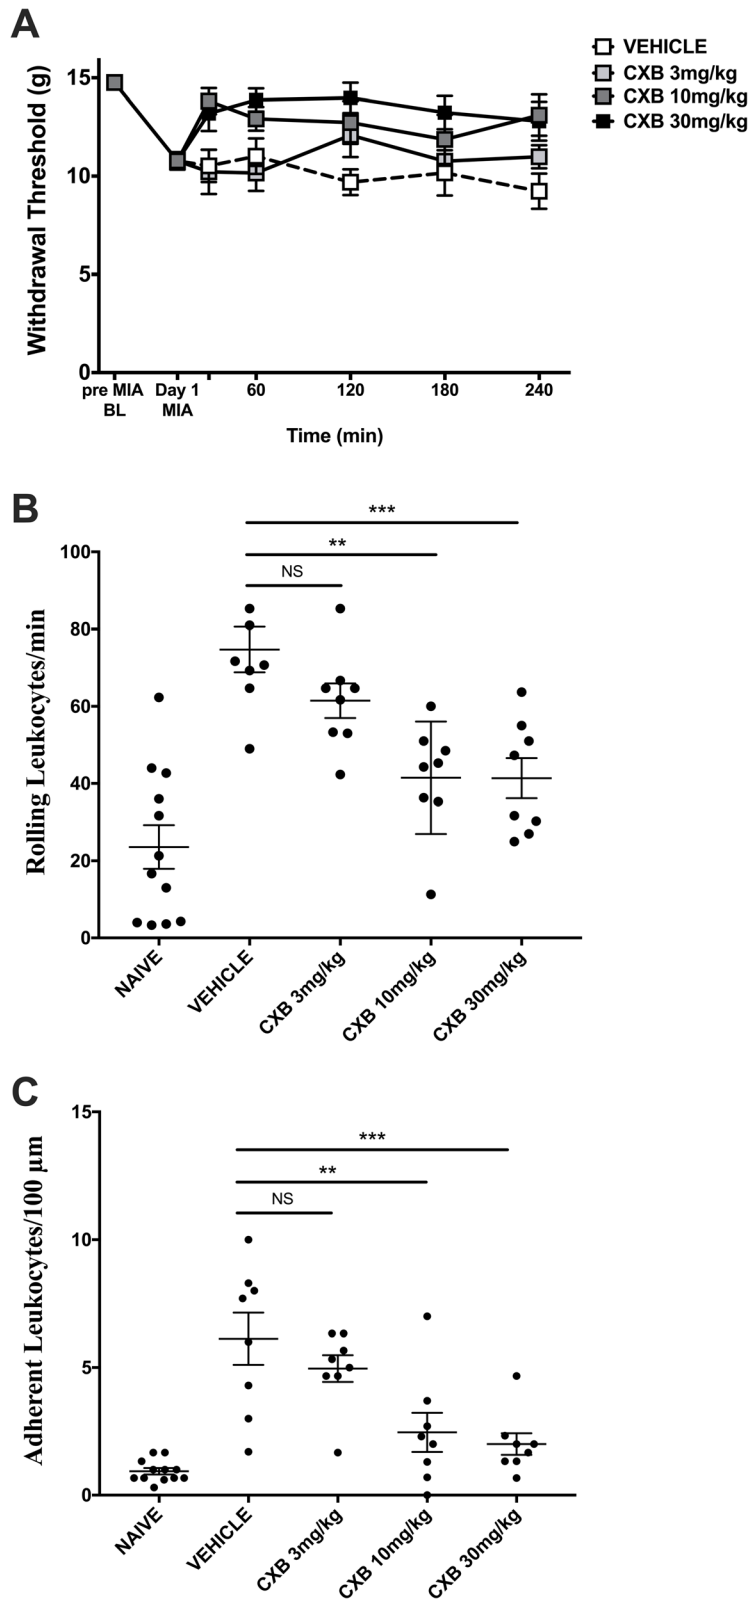 A
VEHICLE
CXB 3mg/kg
CXB 10mg/kg
CXB 30mg/kg
Withdrawal Threshold (g)
15
10
5
0
pre MIA BL
Day 1 MIA
60
120
180
240
Time (min)
B
***
**
NS
Rolling Leukocytes/min
100
80
60
40
20
0
NAIVE
VEHICLE
CXB 3mg/kg
CXB 10mg/kg
CXB 30mg/kg
C
***
**
NS
Adherent Leukocytes/100 µm
15
10
5
0
NAIVE
VEHICLE
CXB 3mg/kg
CXB 10mg/kg
CXB 30mg/kg